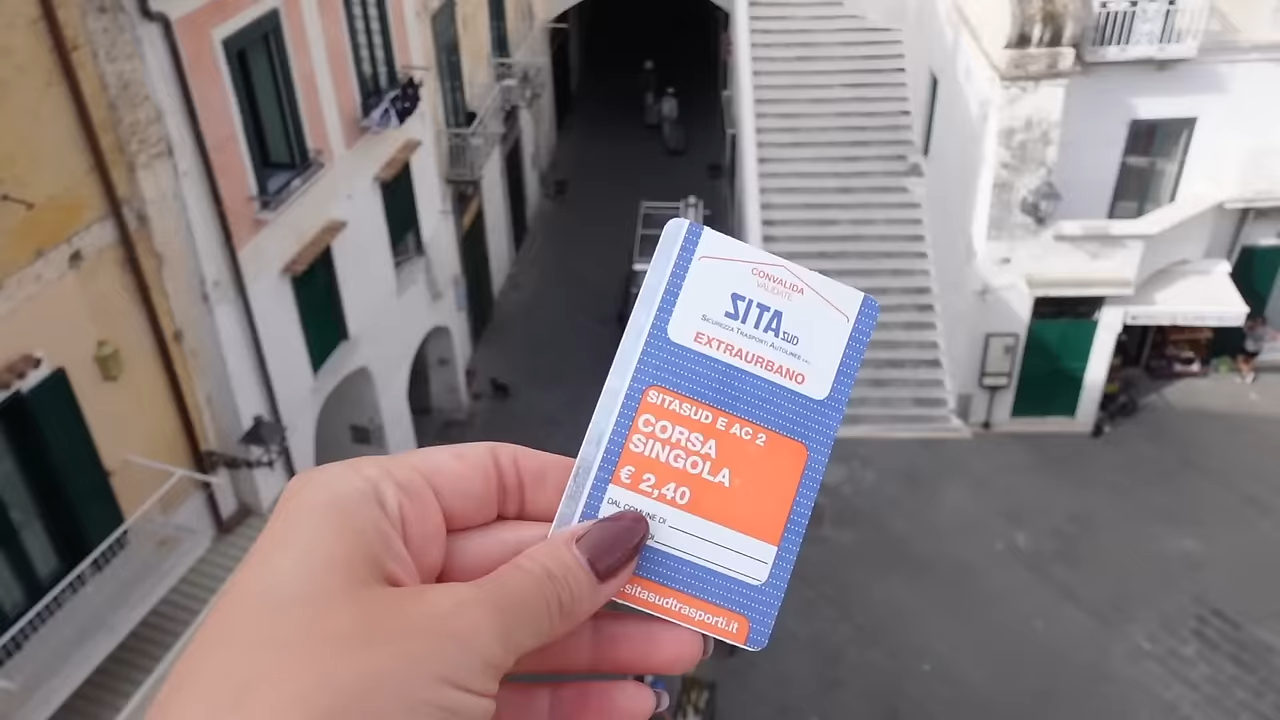 CONVALIDA
VALIDATE
SITA SUD
SICUREZZA TRASPORTI AUTOLINEE
EXTRAURBANO
SITASUD E AC 2
CORSA
SINGOLA
€ 2,40
DAL COMUNE DI
DI
.sitasudtrasporti.it